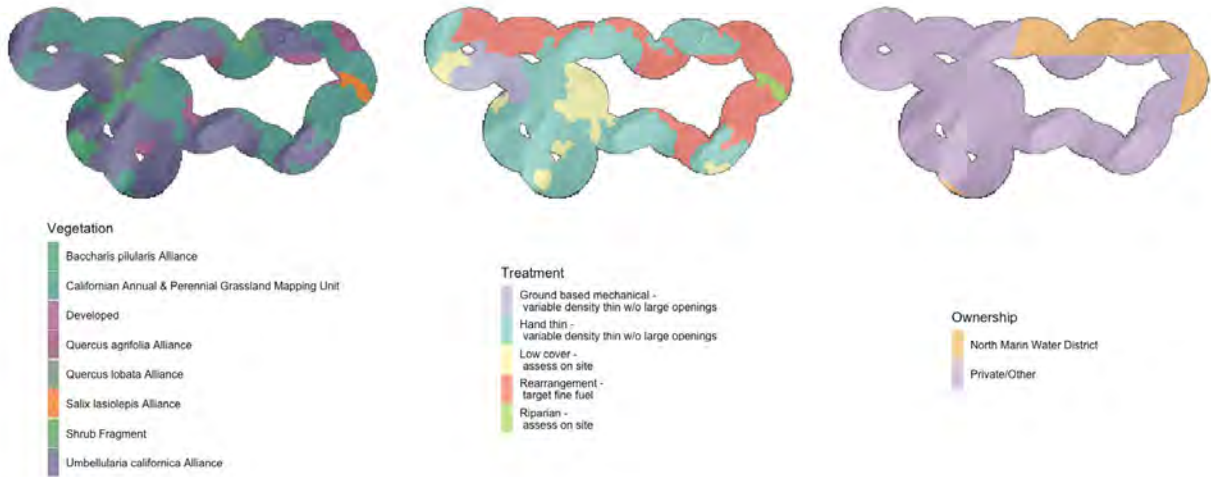 Vegetation
Baccharis pilularis Alliance
Californian Annual & Perennial Grassland Mapping Unit
Developed
Quercus agrifolia Alliance
Quercus lobata Alliance
Salix lasiolepis Alliance
Shrub Fragment
Umbellularia californica Alliance
Treatment
Ground based mechanical -
variable density thin w/o large openings
Hand thin -
variable density thin w/o large openings
Low cover -
assess on site
Rearrangement -
target fine fuel
Riparian -
assess on site
Ownership
North Marin Water District
Private/Other